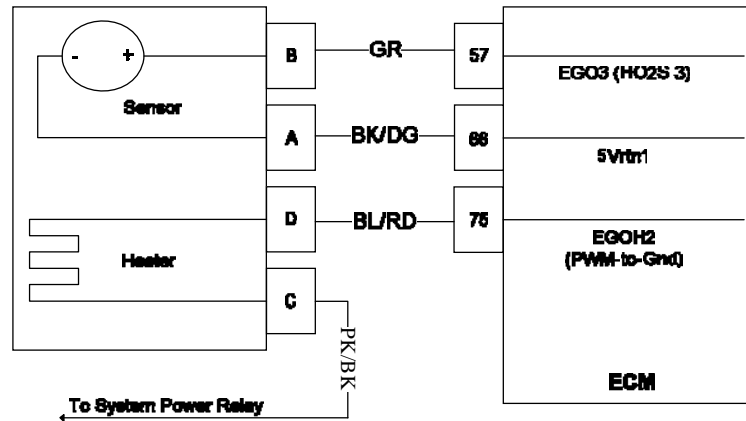 - +
B
GR
57
EGO3 (HO2S 3)
Sensor
A
BK/DG
66
5Vrtn1
D
BL/RD
75
EGOH2
(PWM-to-Gnd)
Heater
C
PK/BK
ECM
To System Power Relay